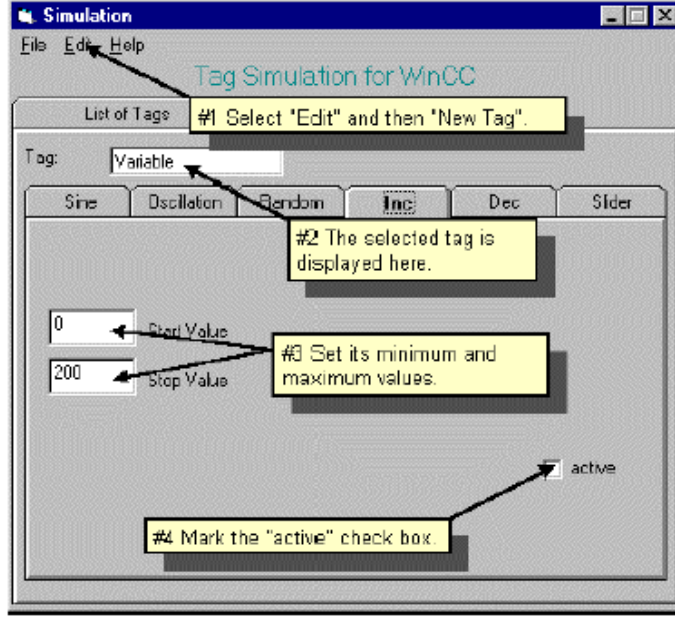 Simulation
File Edit Help
Tag Simulation for WinCC
List of Tags
#1 Select "Edit" and then "New Tag".
Tag: Variable
Sine Oscillation Random Inc Dec Slider
#2 The selected tag is
displayed here.
0 Start Value
#3 Set its minimum and
maximum values.
200 Stop Value
active
#4 Mark the "active" check box.